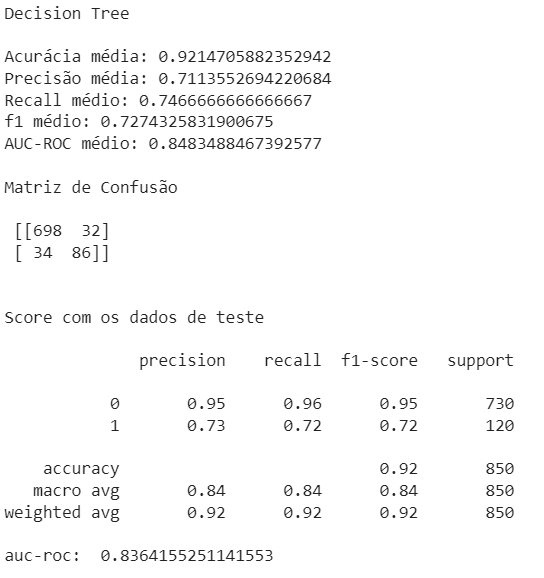 Decision Tree
Acurácia média: 0.9214705882352942
Precisão média: 0.7113552694220684
Recall médio: 0.7466666666666667
f1 médio: 0.7274325831900675
AUC-ROC médio: 0.8483488467392577
Matriz de Confusão
[[698 32]
[ 34 86]]
Score com os dados de teste
precision recall f1-score support
0 0.95 0.96 0.95 730
1 0.73 0.72 0.72 120
accuracy 0.92 850
macro avg 0.84 0.84 0.84 850
weighted avg 0.92 0.92 0.92 850
auc-roc: 0.8364155251141553